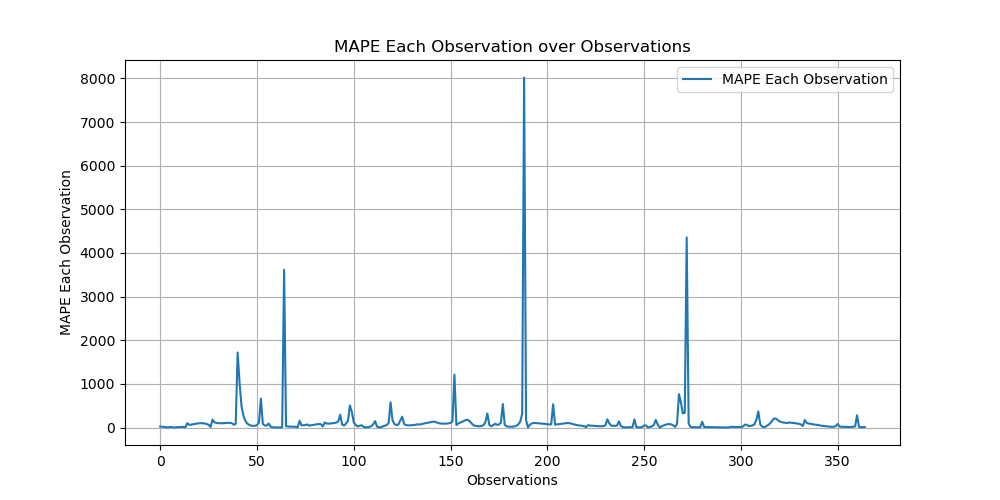 MAPE Each Observation over Observations
MAPE Each Observation
8000
7000
6000
5000
4000
3000
2000
1000
0
MAPE Each Observation
0 50 100 150 200 250 300 350
Observations